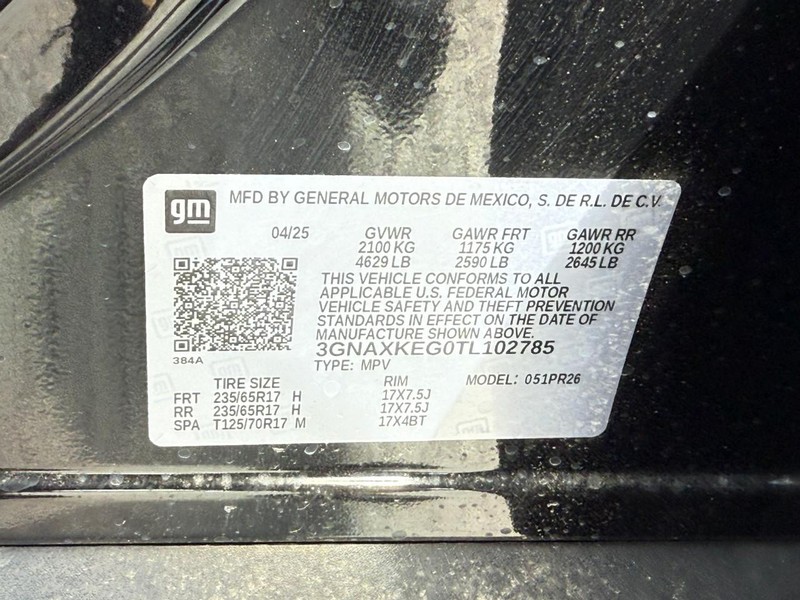 gm
MFD BY GENERAL MOTORS DE MEXICO, S. DE R.L. DE C.V.
04/25 GVWR GAWR FRT GAWR RR
2100 KG 1175 KG 1200 KG
4629 LB 2590 LB 2645 LB
THIS VEHICLE CONFORMS TO ALL
APPLICABLE U.S. FEDERAL MOTOR
VEHICLE SAFETY AND THEFT PREVENTION
STANDARDS IN EFFECT ON THE DATE OF
MANUFACTURE SHOWN ABOVE.
3GNAXKEG0TL102785
384A
TYPE: MPV
TIRE SIZE RIM MODEL: 051PR26
FRT 235/65R17 H 17X7.5J
RR 235/65R17 H 17X7.5J
SPA T125/70R17 M 17X4BT